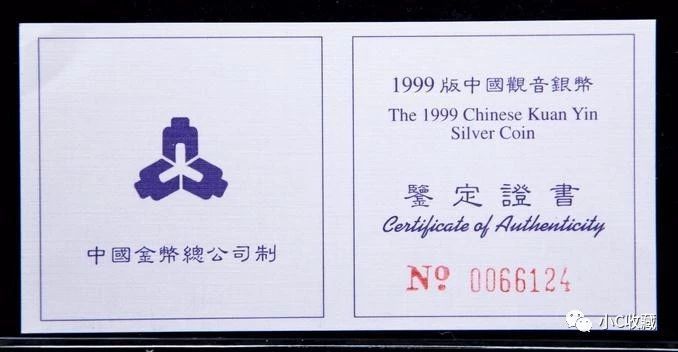 中國金幣總公司制
1999 版中國觀音銀幣
The 1999 Chinese Kuan Yin
Silver Coin
鑒定證書
Certificate of Authenticity
Nº 0066124
小C收藏